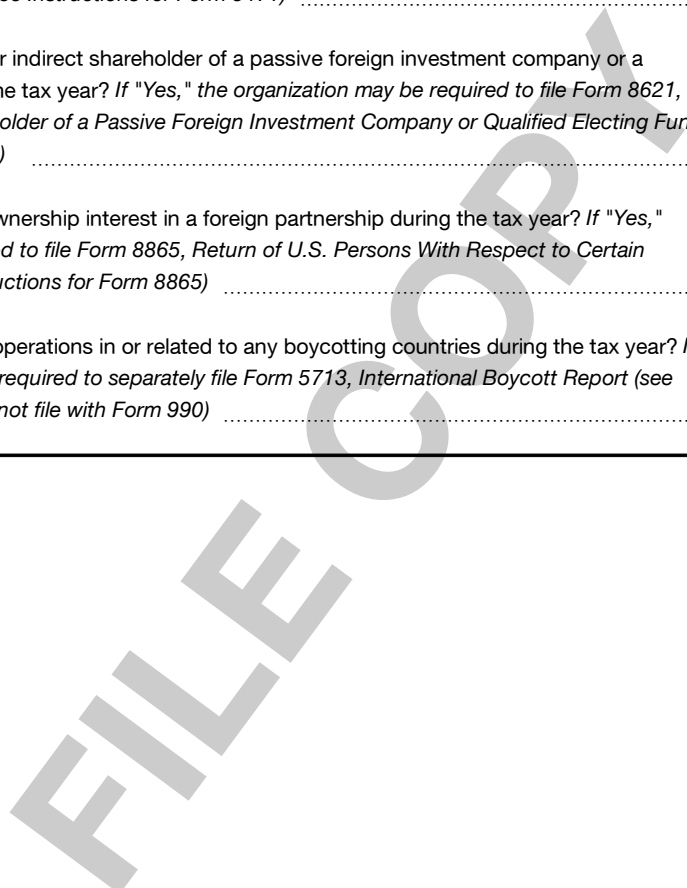 r indirect shareholder of a passive foreign investment company or a
ne tax year? If "Yes," the organization may be required to file Form 8621,
older of a Passive Foreign Investment Company or Qualified Electing Fun
)
wnership interest in a foreign partnership during the tax year? If "Yes,"
d to file Form 8865, Return of U.S. Persons With Respect to Certain
uctions for Form 8865)
operations in or related to any boycotting countries during the tax year?
required to separately file Form 5713, International Boycott Report (see
not file with Form 990)
FILE COPY